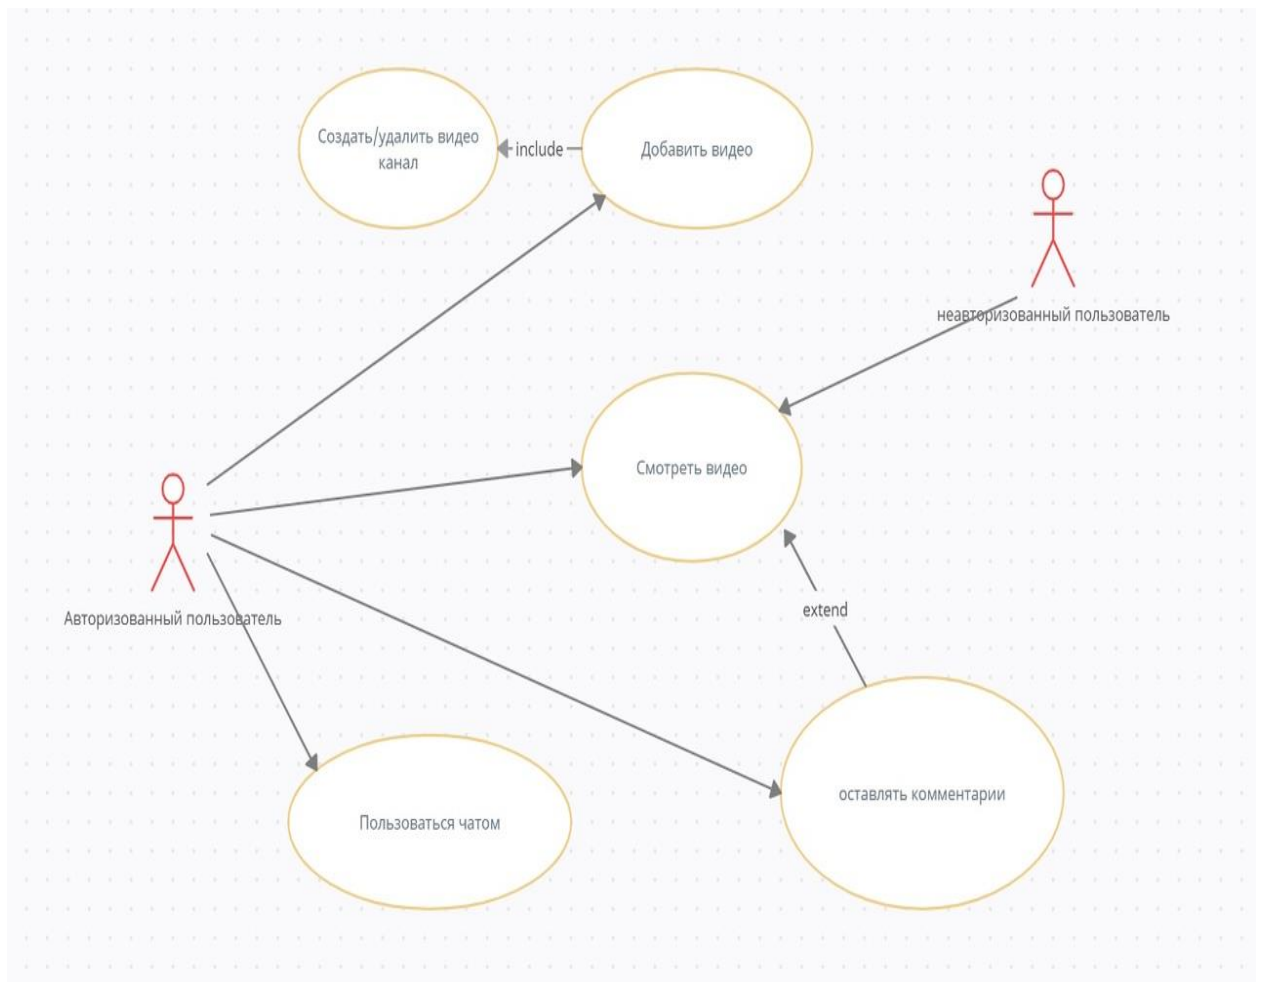 Создать/удалить видео
канал
include
Добавить видео
неавторизованный пользователь
Смотреть видео
Авторизованный пользователь
extend
оставлять комментарии
Пользоваться чатом